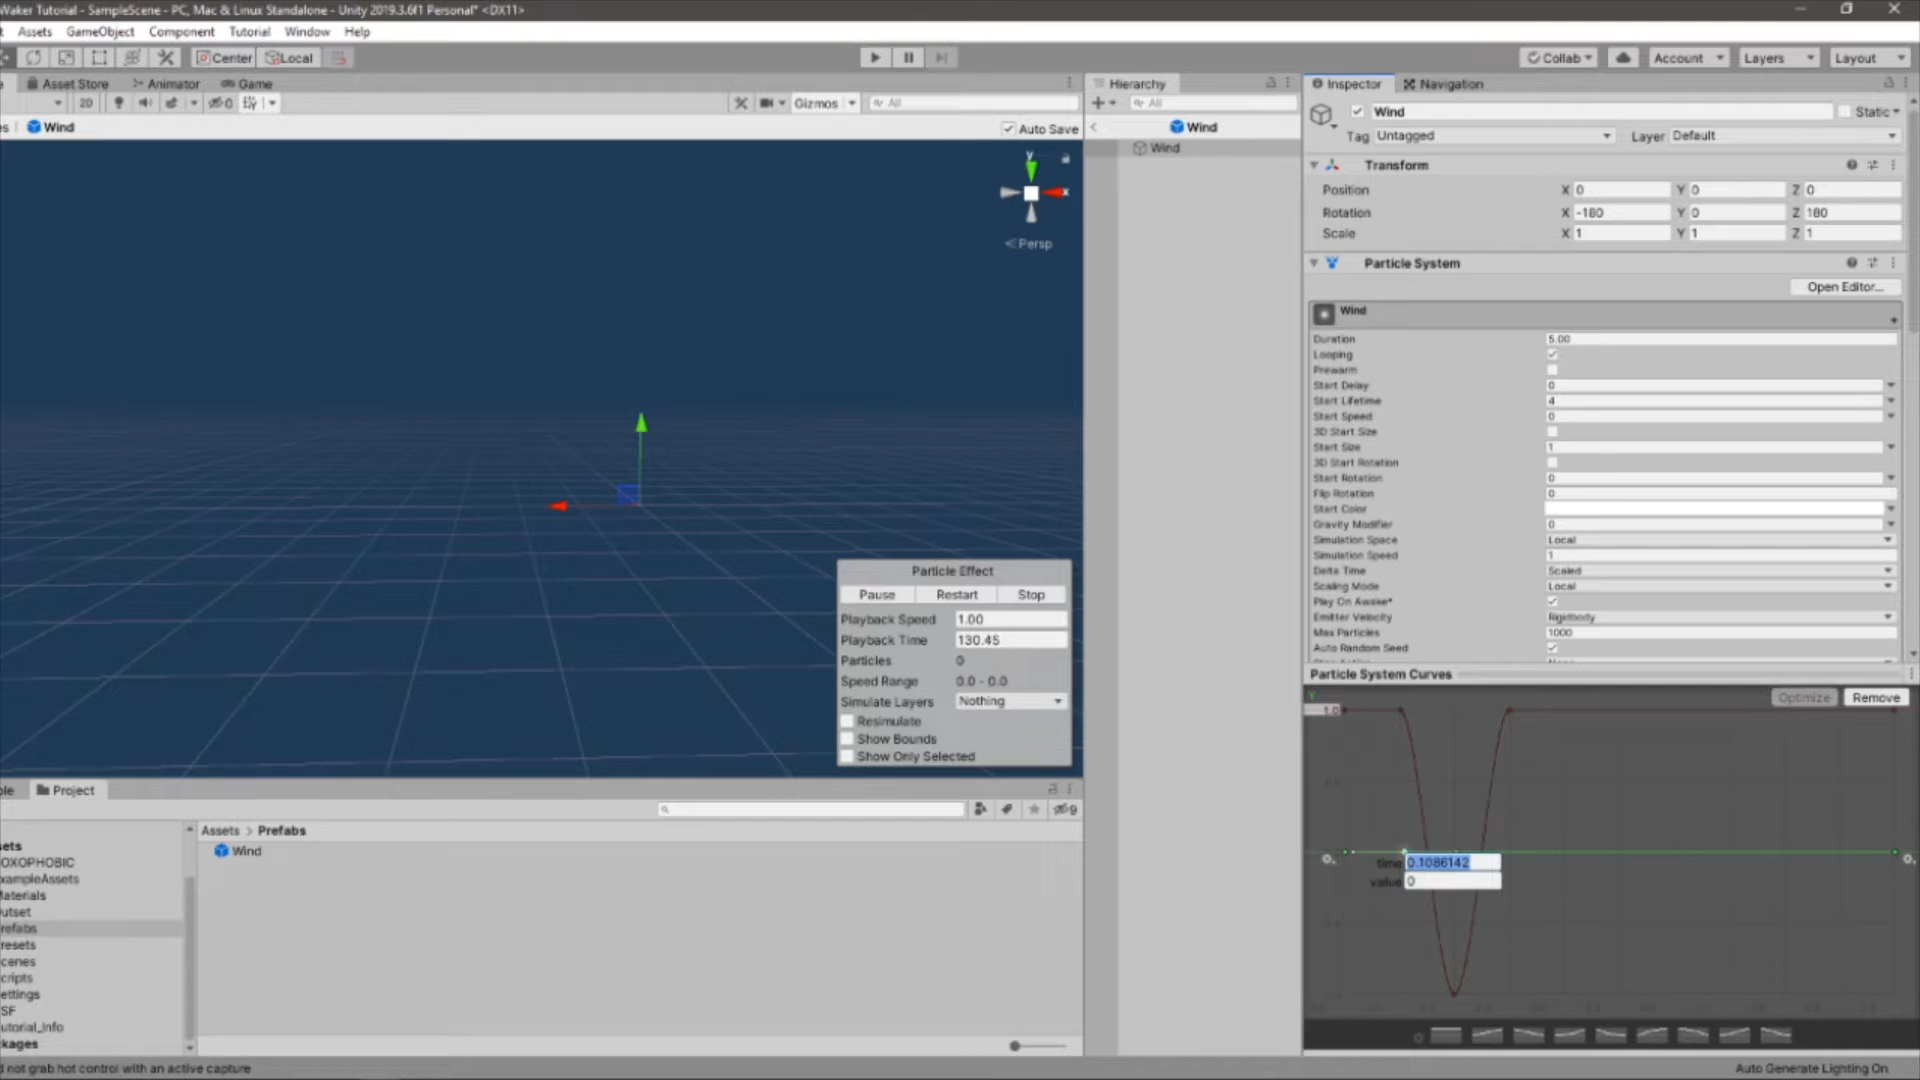 Waker Tutorial - SampleScene - PC, Mac & Linux Standalone - Unity 2019.3.6f1 Personal* <DX11>
t Assets GameObject Component Tutorial Window Help
Center Local Collab Account Layers Layout
Asset Store Animator Game
2D 0 Gizmos All
es Wind Auto Save
y
x
Persp
Particle Effect
Pause Restart Stop
Playback Speed 1.00
Playback Time 130.45
Particles 0
Speed Range 0.0 - 0.0
Simulate Layers Nothing
Resimulate
Show Bounds
Show Only Selected
Hierarchy
All
Wind
Wind
Inspector Navigation
Wind Static
Tag Untagged Layer Default
Transform
Position X 0 Y 0 Z 0
Rotation X -180 Y 0 Z 180
Scale X 1 Y 1 Z 1
Particle System
Open Editor...
Wind
Duration 5.00
Looping
Prewarm
Start Delay 0
Start Lifetime 4
Start Speed 0
3D Start Size
Start Size 1
3D Start Rotation
Start Rotation 0
Flip Rotation 0
Start Color
Gravity Modifier 0
Simulation Space Local
Simulation Speed 1
Delta Time Scaled
Scaling Mode Local
Play On Awake*
Emitter Velocity Rigidbody
Max Particles 1000
Auto Random Seed
Particle System Curves
Y
Optimize Remove
1.0
time 0.1086142
value 0
ole Project
9
Assets > Prefabs
Wind
sets
OXOPHOBIC
xampleAssets
Materials
utset
refabs
resets
cenes
cripts
ettings
SF
utorial_Info
kages
d not grab hot control with an active capture
Auto Generate Lighting On